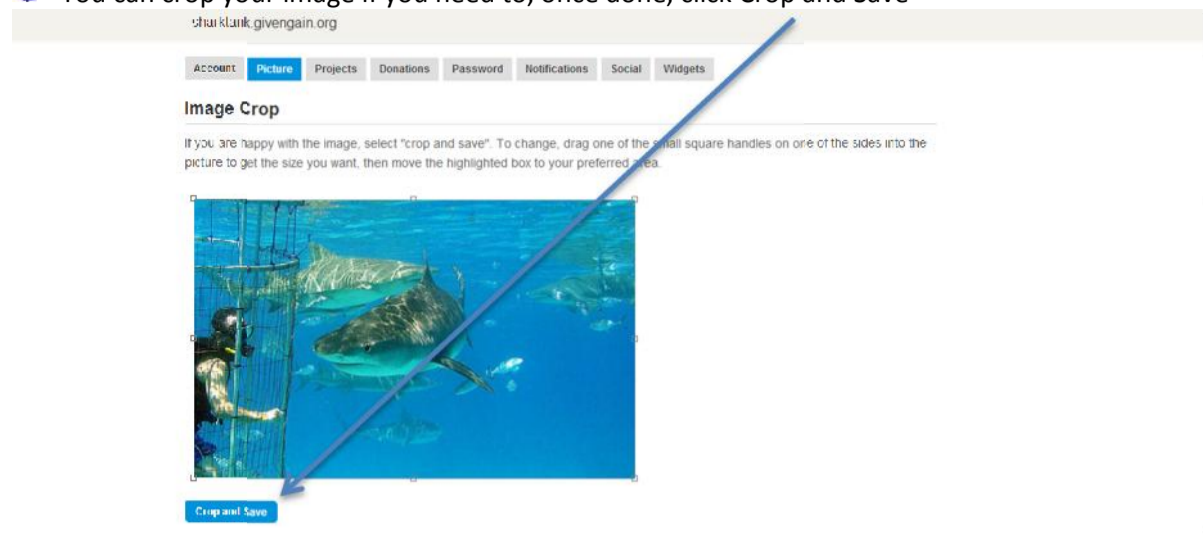 You can crop your image if you need to, once done, click Crop and Save
sharktank.givengain.org
Account Picture Projects Donations Password Notifications Social Widgets
Image Crop
If you are happy with the image, select "crop and save". To change, drag one of the small square handles on one of the sides into the
picture to get the size you want, then move the highlighted box to your preferred area.
Crop and Save